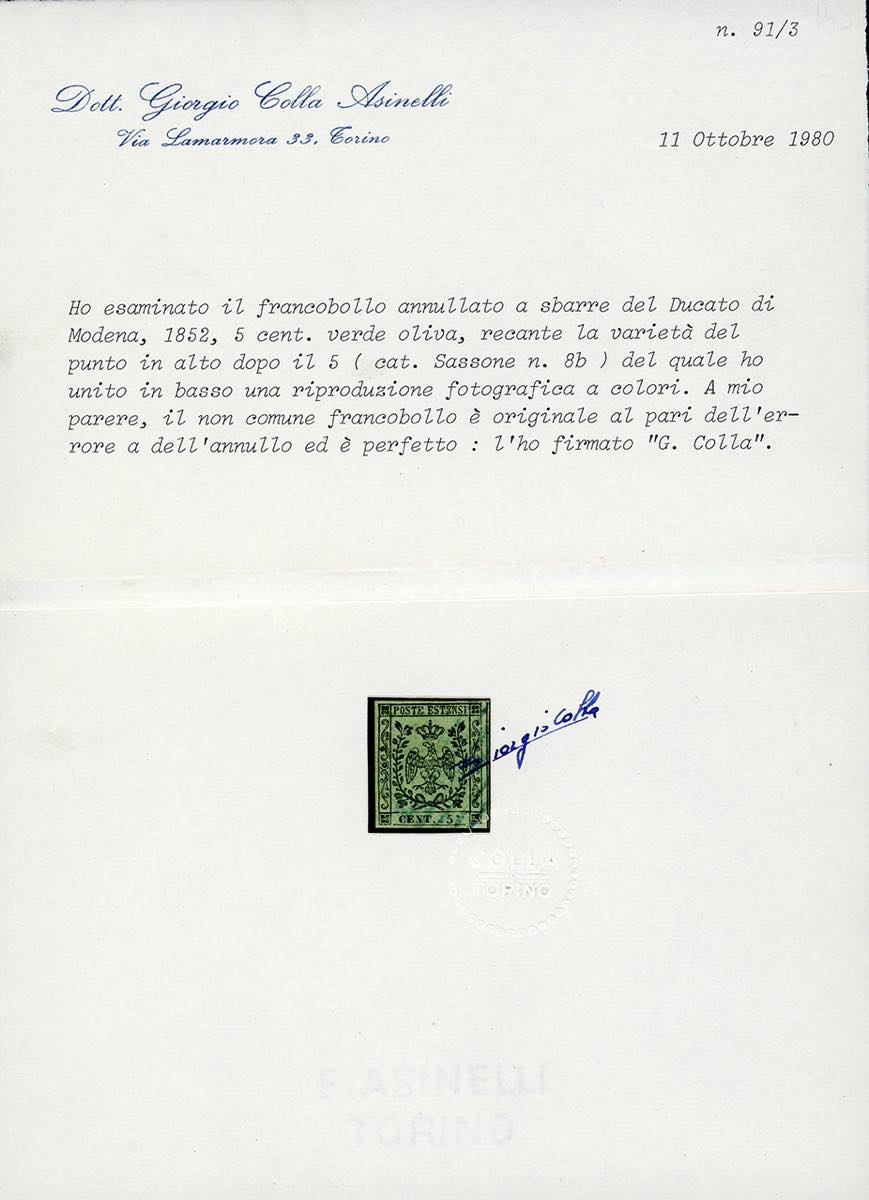 n. 91/3
Dott. Giorgio Colla Asinelli
Via Lamarmora 33, Torino
11 Ottobre 1980
Ho esaminato il francobollo annullato a sbarre del Ducato di
Modena, 1852, 5 cent. verde oliva, recante la varietà del
punto in alto dopo il 5 ( cat. Sassone n. 8b ) del quale ho
unito in basso una riproduzione fotografica a colori. A mio
parere, il non comune francobollo è originale al pari dell'er-
rore a dell'annullo ed è perfetto : l'ho firmato "G. Colla".
POSTE ESTENSI
CENT. 5
Giorgio Colla
COLLA
TORINO
E.ASINELLI
TORINO